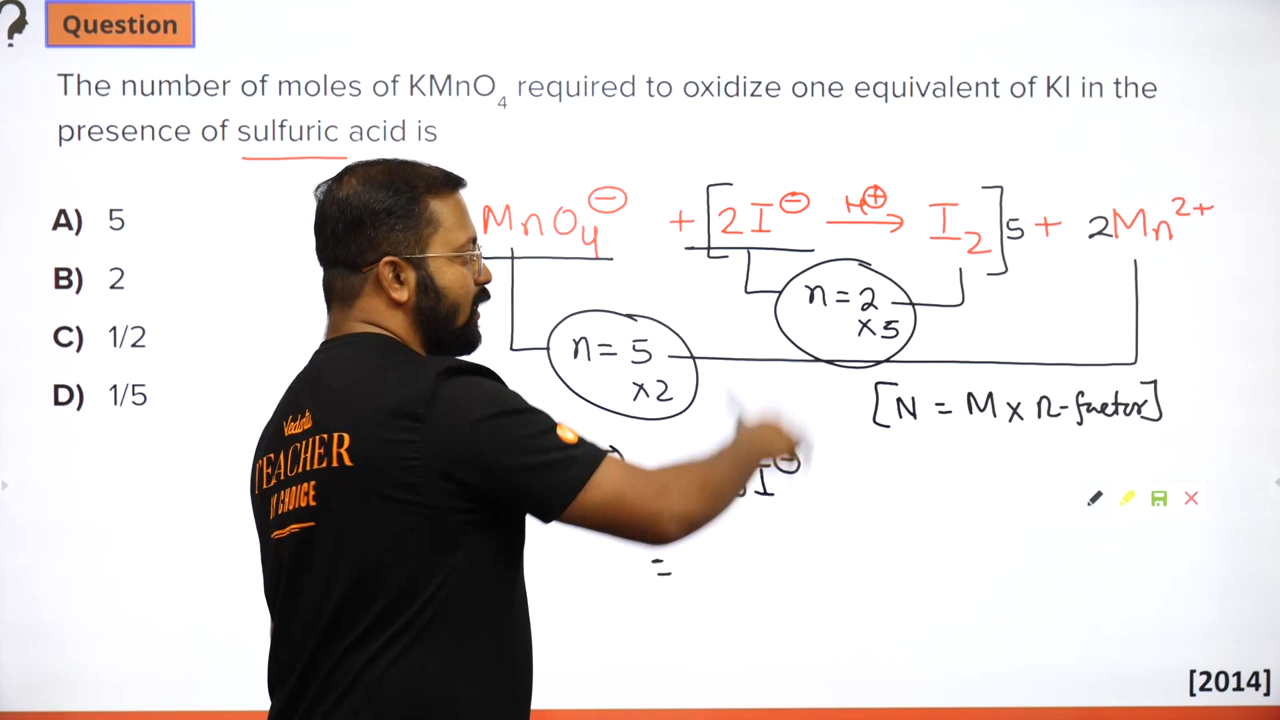 Question
The number of moles of KMnO₄ required to oxidize one equivalent of KI in the
presence of sulfuric acid is
A) 5
B) 2
C) 1/2
D) 1/5
MnO₄⊖ + [2I⊖ H⊕→ I₂]5 + 2Mn²⁺
n = 2
×5
n = 5
×2
[N = M × n-factor]
I⊖
=
Vedantu
TEACHER
BY CHOICE
[2014]